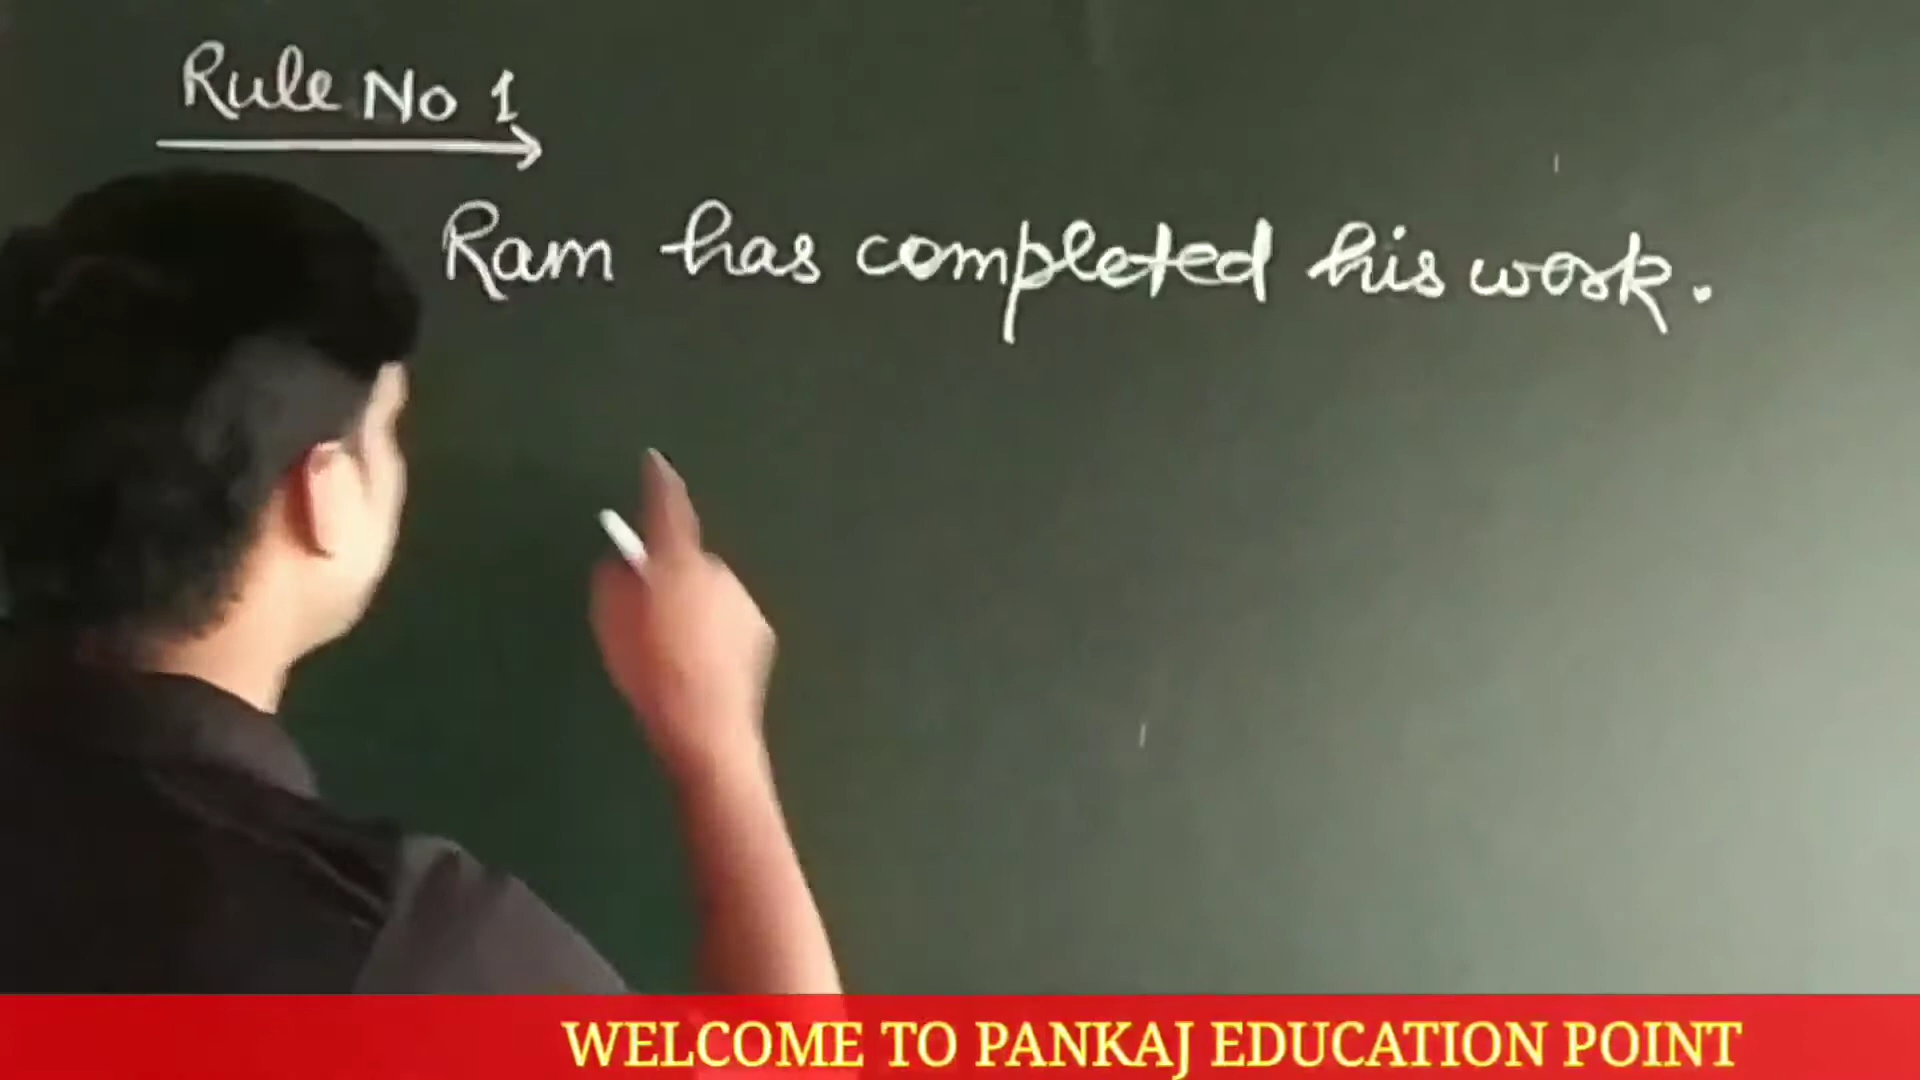 Rule No 1
Ram has completed his work.
WELCOME TO PANKAJ EDUCATION POINT